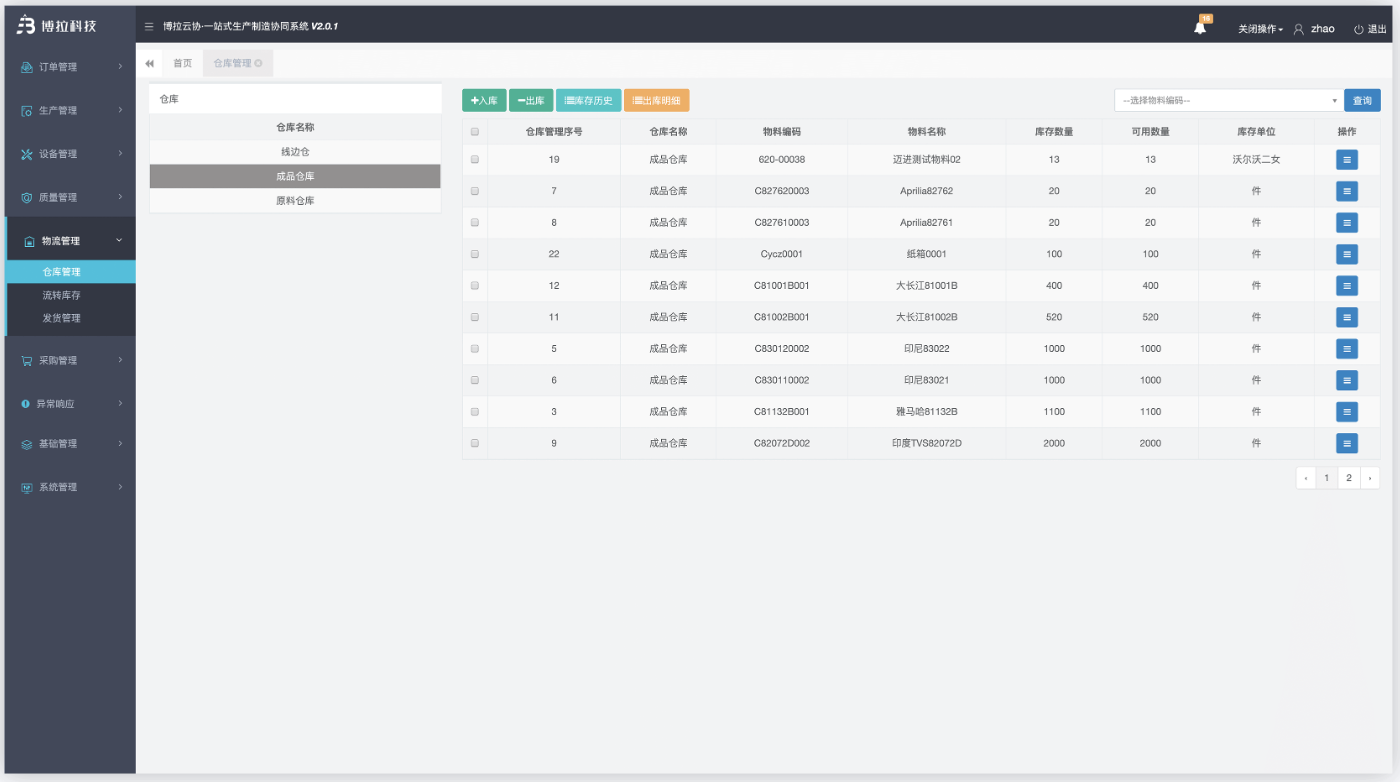 博拉科技
博拉云协·一站式生产制造协同系统 V2.0.1
18
关闭操作
zhao
退出
订单管理
生产管理
设备管理
质量管理
物流管理
仓库管理
流转库存
发货管理
采购管理
异常响应
基础管理
系统管理
首页
仓库管理
仓库
仓库名称
线边仓
成品仓库
原料仓库
入库 出库 库存历史 出库明细
--选择物料编码-- 查询
仓库管理序号 仓库名称 物料编码 物料名称 库存数量 可用数量 库存单位 操作
19 成品仓库 620-00038 迈进测试物料02 13 13 沃尔沃二女
7 成品仓库 C827620003 Aprilia82762 20 20 件
8 成品仓库 C827610003 Aprilia82761 20 20 件
22 成品仓库 Cycz0001 纸箱0001 100 100 件
12 成品仓库 C81001B001 大长江81001B 400 400 件
11 成品仓库 C81002B001 大长江81002B 520 520 件
5 成品仓库 C830120002 印尼83022 1000 1000 件
6 成品仓库 C830110002 印尼83021 1000 1000 件
3 成品仓库 C81132B001 雅马哈81132B 1100 1100 件
9 成品仓库 C82072D002 印度TVS82072D 2000 2000 件
‹ 1 2 ›